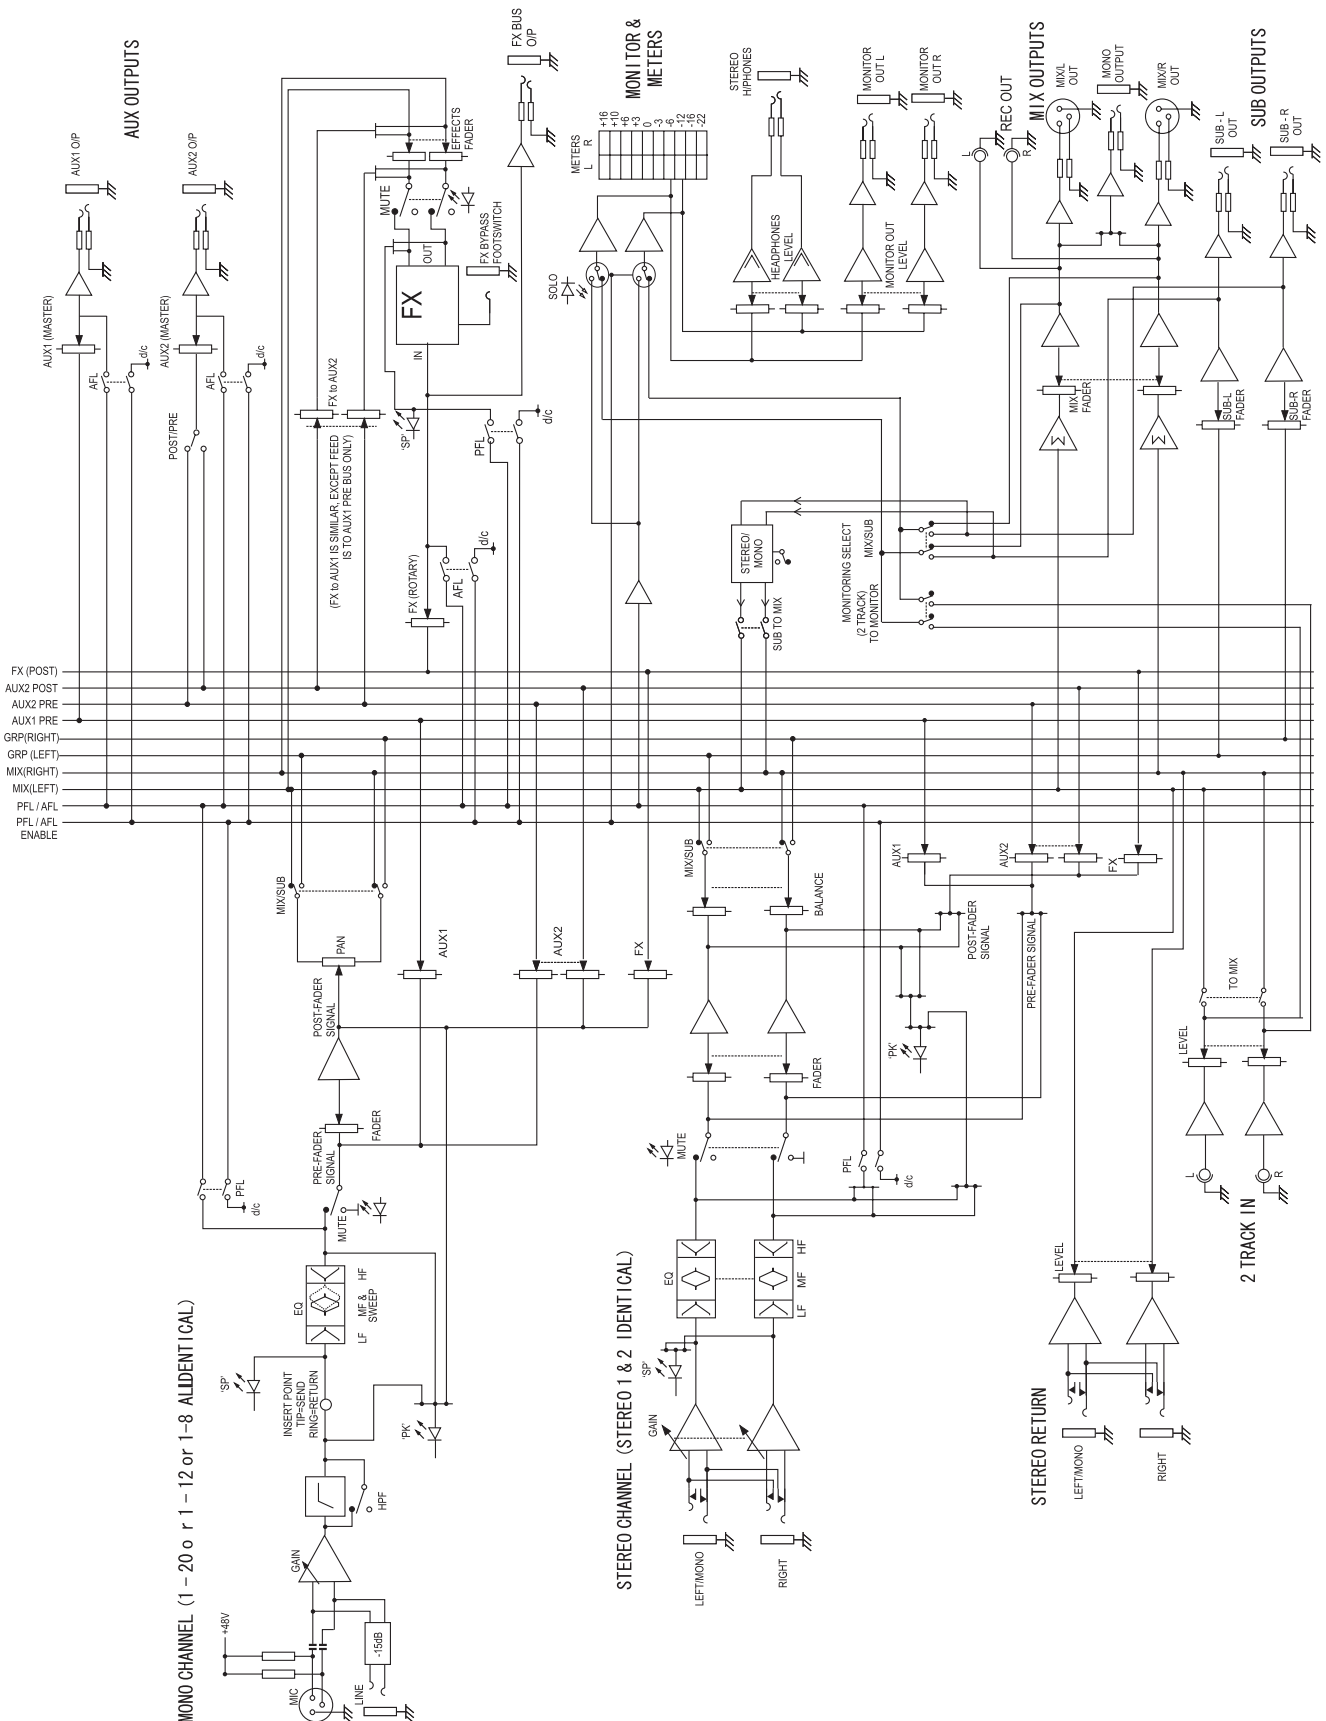 AUX OUTPUTS
AUX1 O/P
AUX2 O/P
AUX1 (MASTER)
AUX2 (MASTER)
AFL
d/c
AFL
d/c
POST/PRE
FX BUS
O/P
EFFECTS
FADER
MUTE
FX BYPASS
FOOTSWITCH
OUT
FX
IN
FX to AUX2
(FX to AUX1 IS SIMILAR, EXCEPT FEED
IS TO AUX1 PRE BUS ONLY)
'SP'
PFL
d/c
AFL
d/c
FX (ROTARY)
MONITOR &
METERS
METERS
L R
+16
+10
+6
+3
0
-3
-6
-12
-16
-22
SOLO
STEREO
H/PHONES
HEADPHONES
LEVEL
MONITOR
OUT L
MONITOR
OUT R
MONITOR OUT
LEVEL
REC OUT
L
R
MIX OUTPUTS
MIX/L
OUT
MONO
OUTPUT
MIX/R
OUT
SUB OUTPUTS
SUB - L
OUT
SUB - R
OUT
MIX
FADER
Σ
Σ
SUB-L
FADER
SUB-R
FADER
STEREO/
MONO
SUB TO MIX
MONITORING SELECT
(2 TRACK)
TO MONITOR
MIX/SUB
FX (POST)
AUX2 POST
AUX2 PRE
AUX1 PRE
GRP(RIGHT)
GRP (LEFT)
MIX(RIGHT)
MIX(LEFT)
PFL / AFL
PFL / AFL
ENABLE
MIX/SUB
PAN
POST-FADER
SIGNAL
AUX1
AUX2
FX
FADER
PRE-FADER
SIGNAL
PFL
d/c
MUTE
EQ
HF
MF &
SWEEP
LF
'SP'
INSERT POINT
TIP=SEND
RING=RETURN
'PK'
HPF
GAIN
+48V
-15dB
MIC
LINE
MONO CHANNEL (1 - 20 o r 1 - 12 or 1-8 ALIDENTICAL)
MIX/SUB
BALANCE
AUX1
AUX2
FX
POST-FADER
SIGNAL
PRE-FADER SIGNAL
'PK'
FADER
MUTE
PFL
d/c
EQ
HF
MF
LF
'SP'
GAIN
LEFT/MONO
RIGHT
STEREO CHANNEL (STEREO 1 & 2 IDENTICAL)
LEVEL
LEFT/MONO
RIGHT
STEREO RETURN
TO MIX
LEVEL
L
R
2 TRACK IN